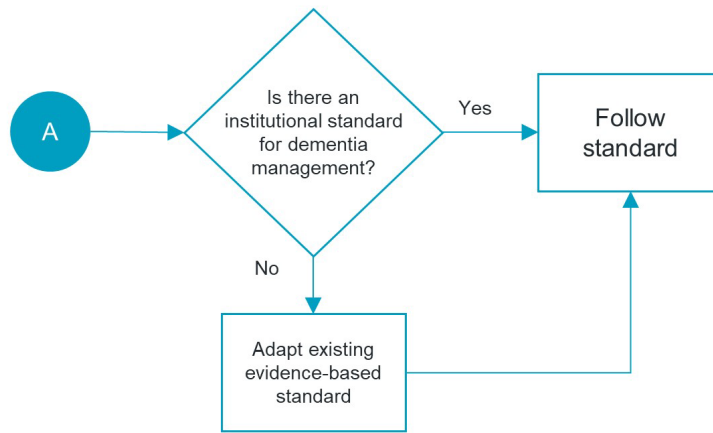 A
Is there an
institutional standard
for dementia
management?
Yes
Follow
standard
No
Adapt existing
evidence-based
standard